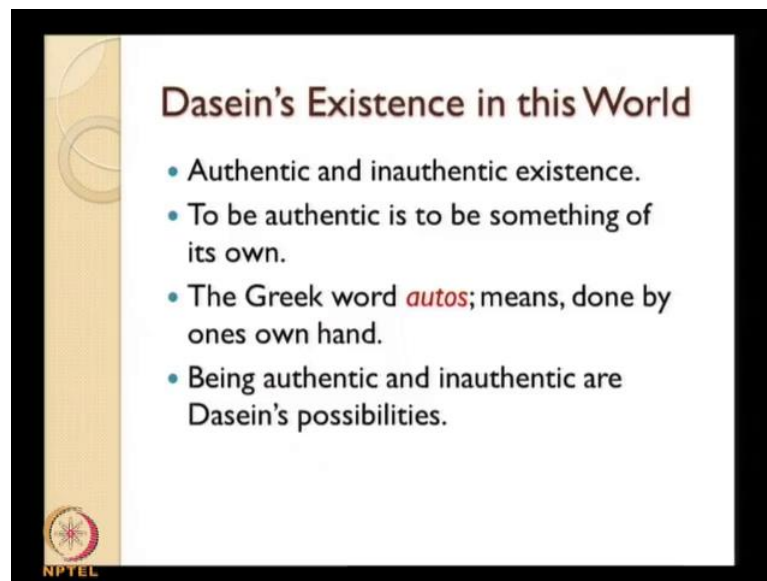 Dasein's Existence in this World
• Authentic and inauthentic existence.
• To be authentic is to be something of
its own.
• The Greek word autos; means, done by
ones own hand.
• Being authentic and inauthentic are
Dasein's possibilities.
NPTEL